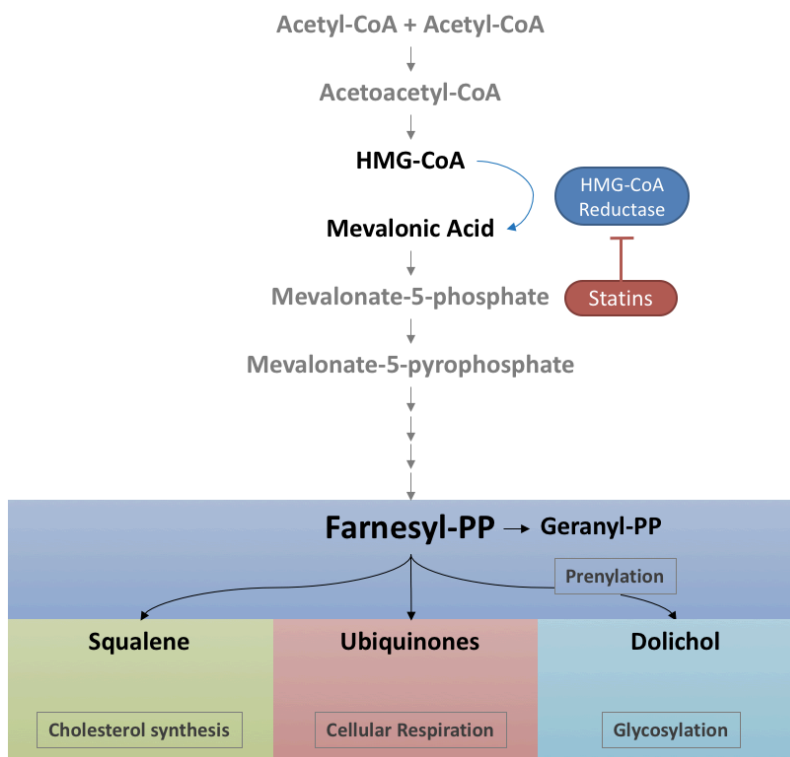 Acetyl-CoA + Acetyl-CoA
Acetoacetyl-CoA
HMG-CoA
HMG-CoA
Reductase
Mevalonic Acid
Mevalonate-5-phosphate
Statins
Mevalonate-5-pyrophosphate
Farnesyl-PP
Geranyl-PP
Prenylation
Squalene
Ubiquinones
Dolichol
Cholesterol synthesis
Cellular Respiration
Glycosylation